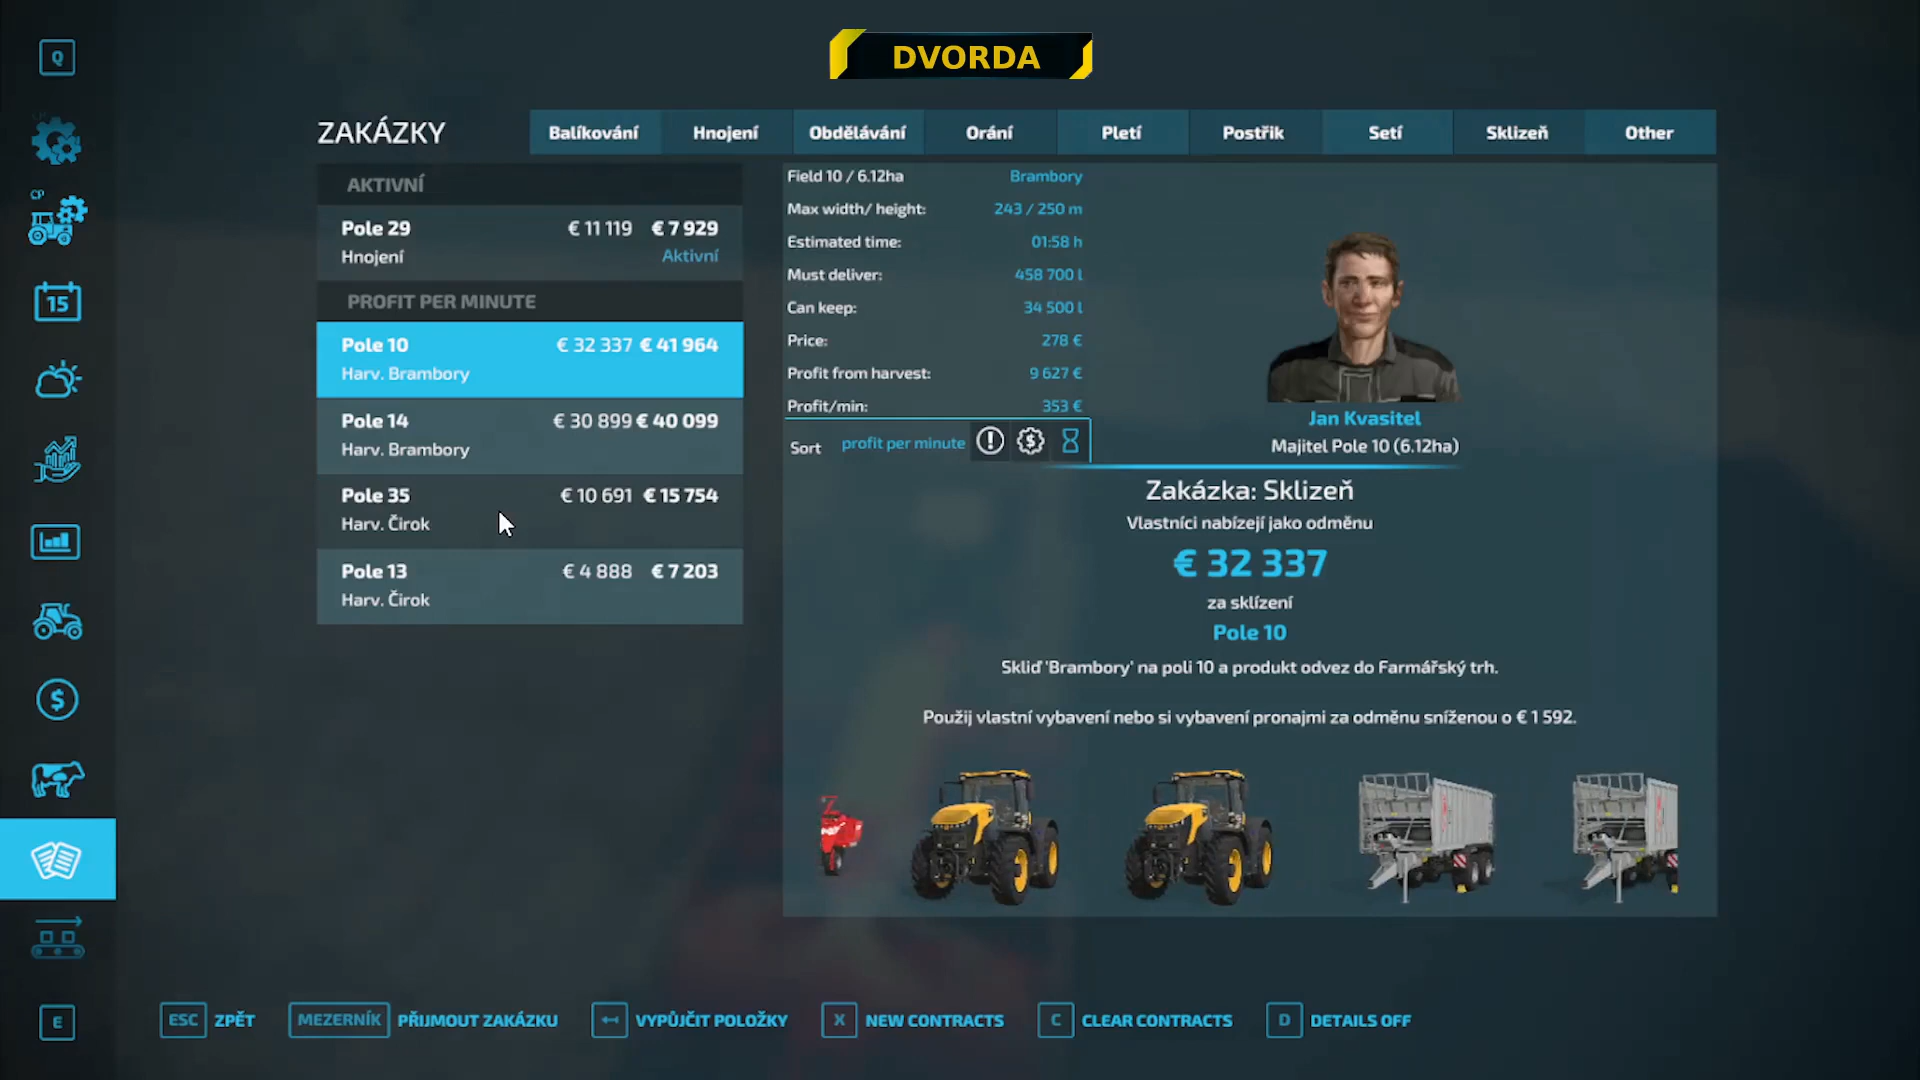 DVORDA
Q
ZAKÁZKY
Balíkování
Hnojení
Obdělávání
Orání
Pletí
Postřik
Setí
Sklizeň
Other
AKTIVNÍ
Pole 29 € 11 119 € 7 929
Hnojení Aktivní
PROFIT PER MINUTE
Pole 10 € 32 337 € 41 964
Harv. Brambory
Pole 14 € 30 899 € 40 099
Harv. Brambory
Pole 35 € 10 691 € 15 754
Harv. Čirok
Pole 13 € 4 888 € 7 203
Harv. Čirok
Field 10 / 6.12ha Brambory
Max width/ height: 243 / 250 m
Estimated time: 01:58 h
Must deliver: 458 700 l
Can keep: 34 500 l
Price: 278 €
Profit from harvest: 9 627 €
Profit/min: 353 €
Sort profit per minute
Jan Kvasitel
Majitel Pole 10 (6.12ha)
Zakázka: Sklizeň
Vlastníci nabízejí jako odměnu
€ 32 337
za sklízení
Pole 10
Skliď 'Brambory' na poli 10 a produkt odvez do Farmářský trh.
Použij vlastní vybavení nebo si vybavení pronajmi za odměnu sníženou o € 1 592.
CP
15
E
ESC ZPĚT
MEZERNÍK PŘIJMOUT ZAKÁZKU
VYPŮJČIT POLOŽKY
X NEW CONTRACTS
C CLEAR CONTRACTS
D DETAILS OFF